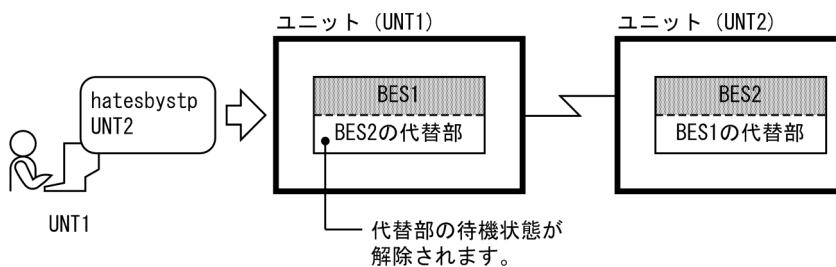 ユニット（UNT1）
ユニット（UNT2）
hatesbystp
UNT2
BES1
BES2の代替部
BES2
BES1の代替部
UNT1
代替部の待機状態が
解除されます。